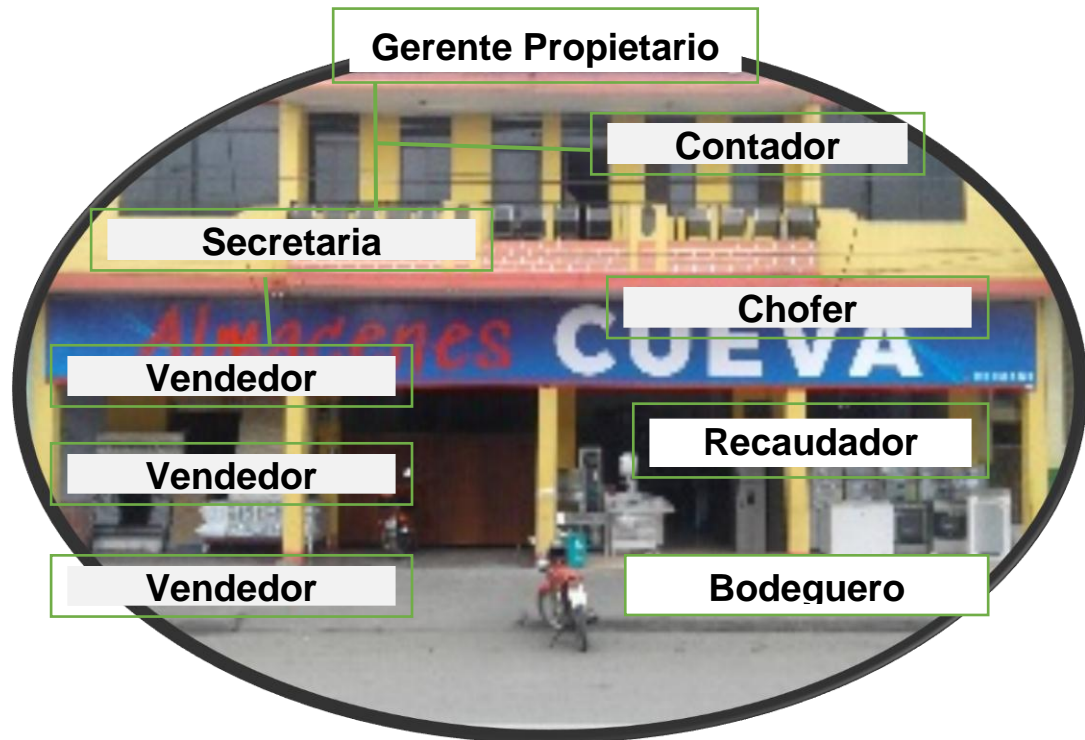 Gerente Propietario
Contador
Secretaria
Chofer
Almacenes CUEVA
Vendedor
Recaudador
Vendedor
Vendedor
Bodeguero